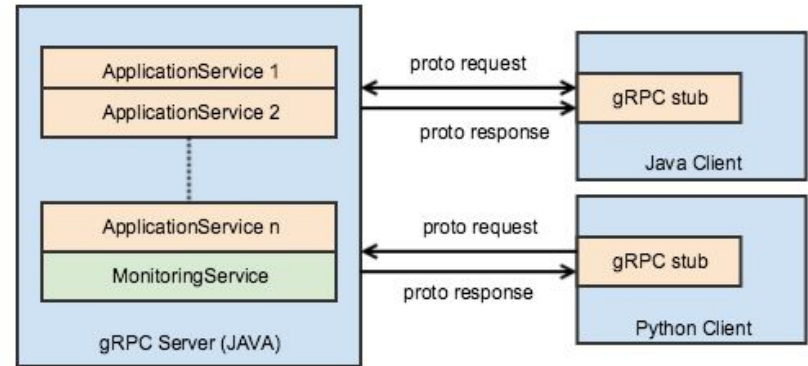 ApplicationService 1
ApplicationService 2
ApplicationService n
MonitoringService
gRPC Server (JAVA)
proto request
proto response
proto request
proto response
gRPC stub
Java Client
gRPC stub
Python Client